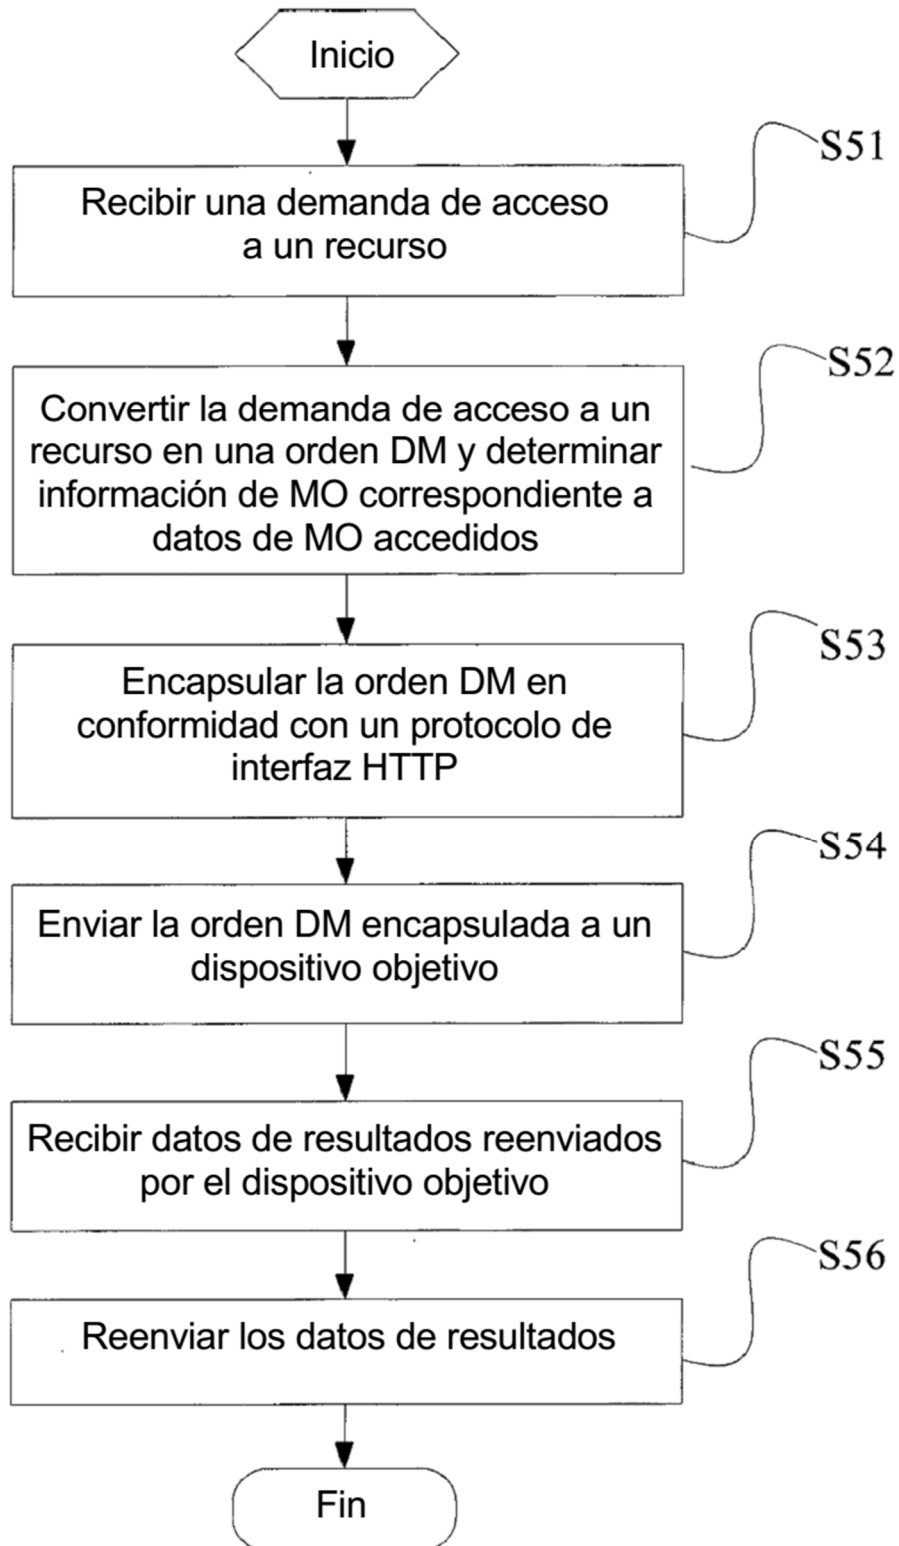 Inicio
S51
Recibir una demanda de acceso
a un recurso
S52
Convertir la demanda de acceso a un
recurso en una orden DM y determinar
información de MO correspondiente a
datos de MO accedidos
S53
Encapsular la orden DM en
conformidad con un protocolo de
interfaz HTTP
S54
Enviar la orden DM encapsulada a un
dispositivo objetivo
S55
Recibir datos de resultados reenviados
por el dispositivo objetivo
S56
Reenviar los datos de resultados
Fin